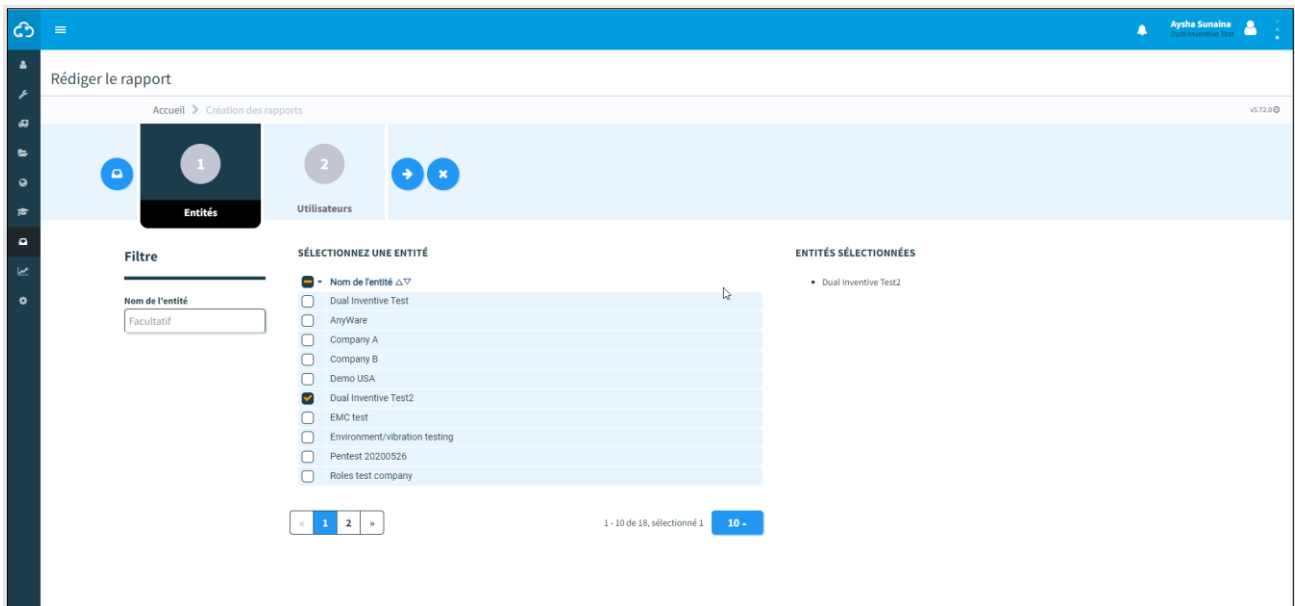 Aysha Sunaina
Dual Inventive Test
Rédiger le rapport
Accueil Création des rapports
v5.72.0
1
Entités
2
Utilisateurs
Filtre
Nom de l'entité
Facultatif
SÉLECTIONNEZ UNE ENTITÉ
Nom de l'entité
Dual Inventive Test
AnyWare
Company A
Company B
Demo USA
Dual Inventive Test2
EMC test
Environment/vibration testing
Pentest 20200526
Roles test company
« 1 2 »
1 - 10 de 18, sélectionné 1
10
ENTITÉS SÉLECTIONNÉES
• Dual Inventive Test2